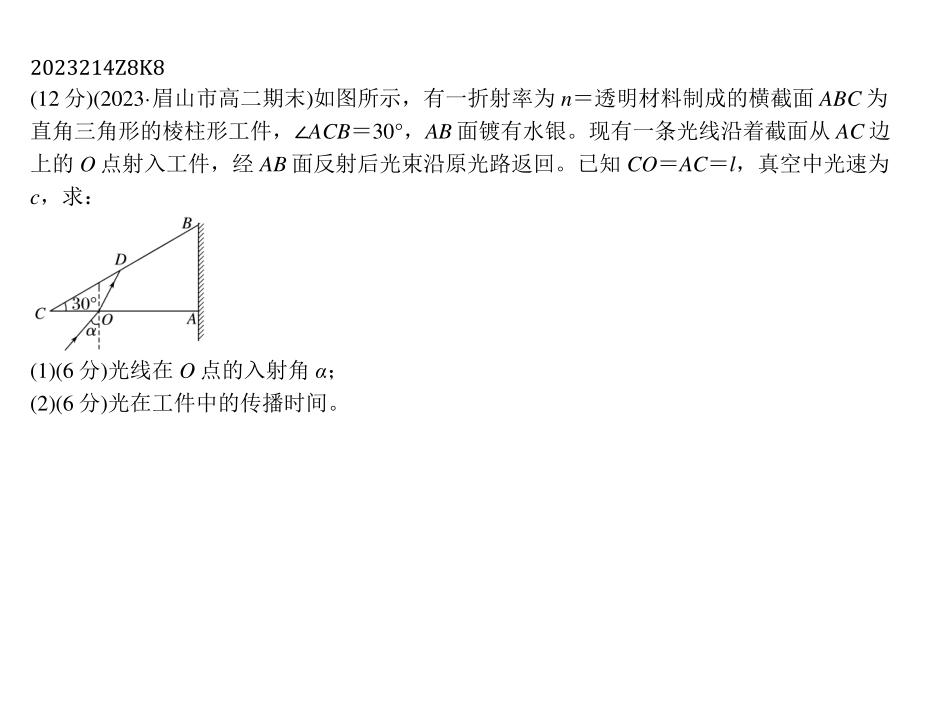 2023214Z8K8
(12 分)(2023·眉山市高二期末)如图所示，有一折射率为 n＝透明材料制成的横截面 ABC 为
直角三角形的棱柱形工件，∠ACB＝30°，AB 面镀有水银。现有一条光线沿着截面从 AC 边
上的 O 点射入工件，经 AB 面反射后光束沿原光路返回。已知 CO＝AC＝l，真空中光速为
c，求：
B
D
C
30°
O
A
α
(1)(6 分)光线在 O 点的入射角 α；
(2)(6 分)光在工件中的传播时间。